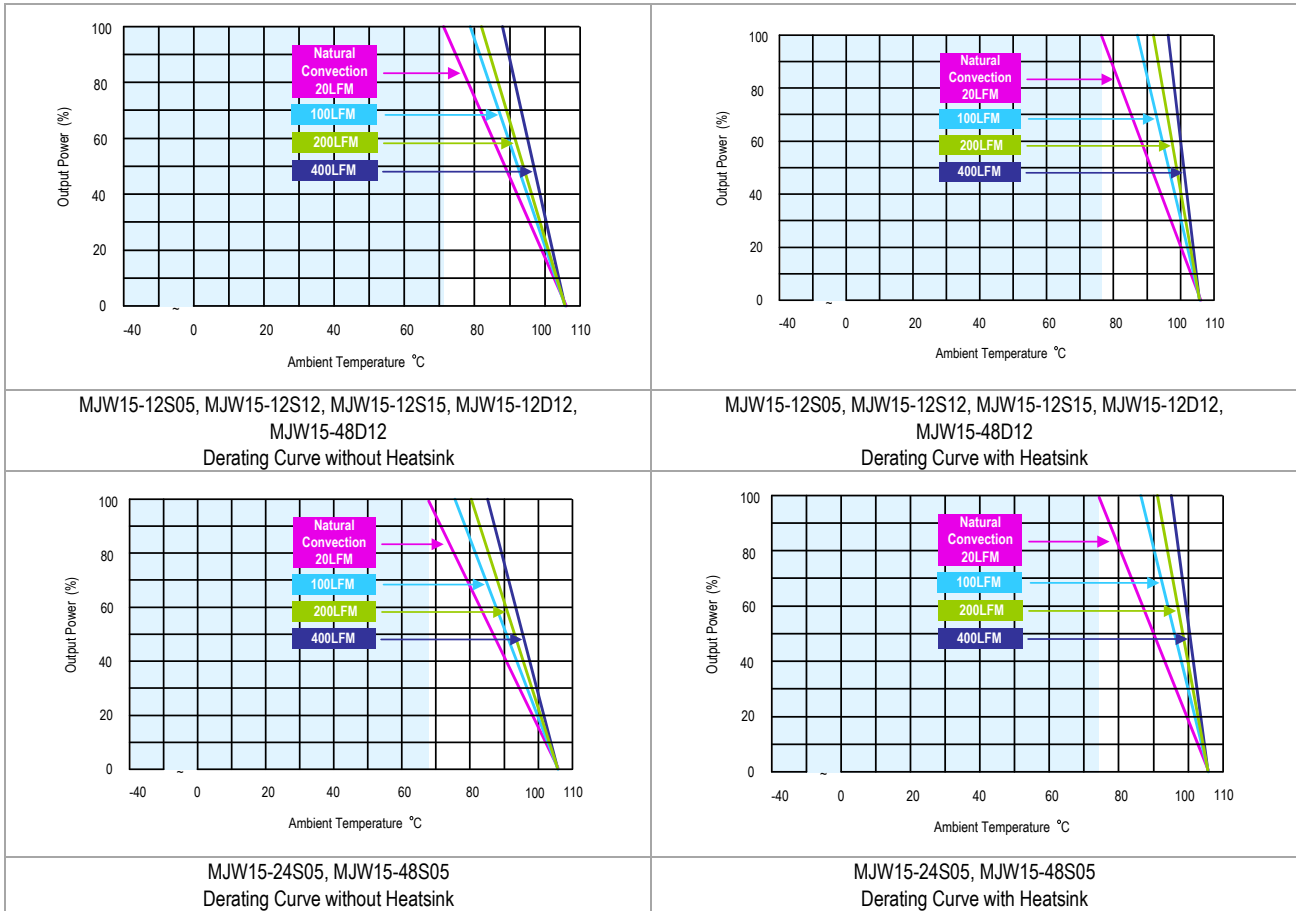 100
80
60
40
20
0
Output Power (%)
Natural
Convection
20LFM
100LFM
200LFM
400LFM
~
-40 0 20 40 60 80 100 110
Ambient Temperature °C
MJW15-12S05, MJW15-12S12, MJW15-12S15, MJW15-12D12,
MJW15-48D12
Derating Curve without Heatsink
100
80
60
40
20
0
Output Power (%)
Natural
Convection
20LFM
100LFM
200LFM
400LFM
~
-40 0 20 40 60 80 100 110
Ambient Temperature °C
MJW15-12S05, MJW15-12S12, MJW15-12S15, MJW15-12D12,
MJW15-48D12
Derating Curve with Heatsink
100
80
60
40
20
0
Output Power (%)
Natural
Convection
20LFM
100LFM
200LFM
400LFM
~
-40 0 20 40 60 80 100 110
Ambient Temperature °C
MJW15-24S05, MJW15-48S05
Derating Curve without Heatsink
100
80
60
40
20
0
Output Power (%)
Natural
Convection
20LFM
100LFM
200LFM
400LFM
~
-40 0 20 40 60 80 100 110
Ambient Temperature °C
MJW15-24S05, MJW15-48S05
Derating Curve with Heatsink